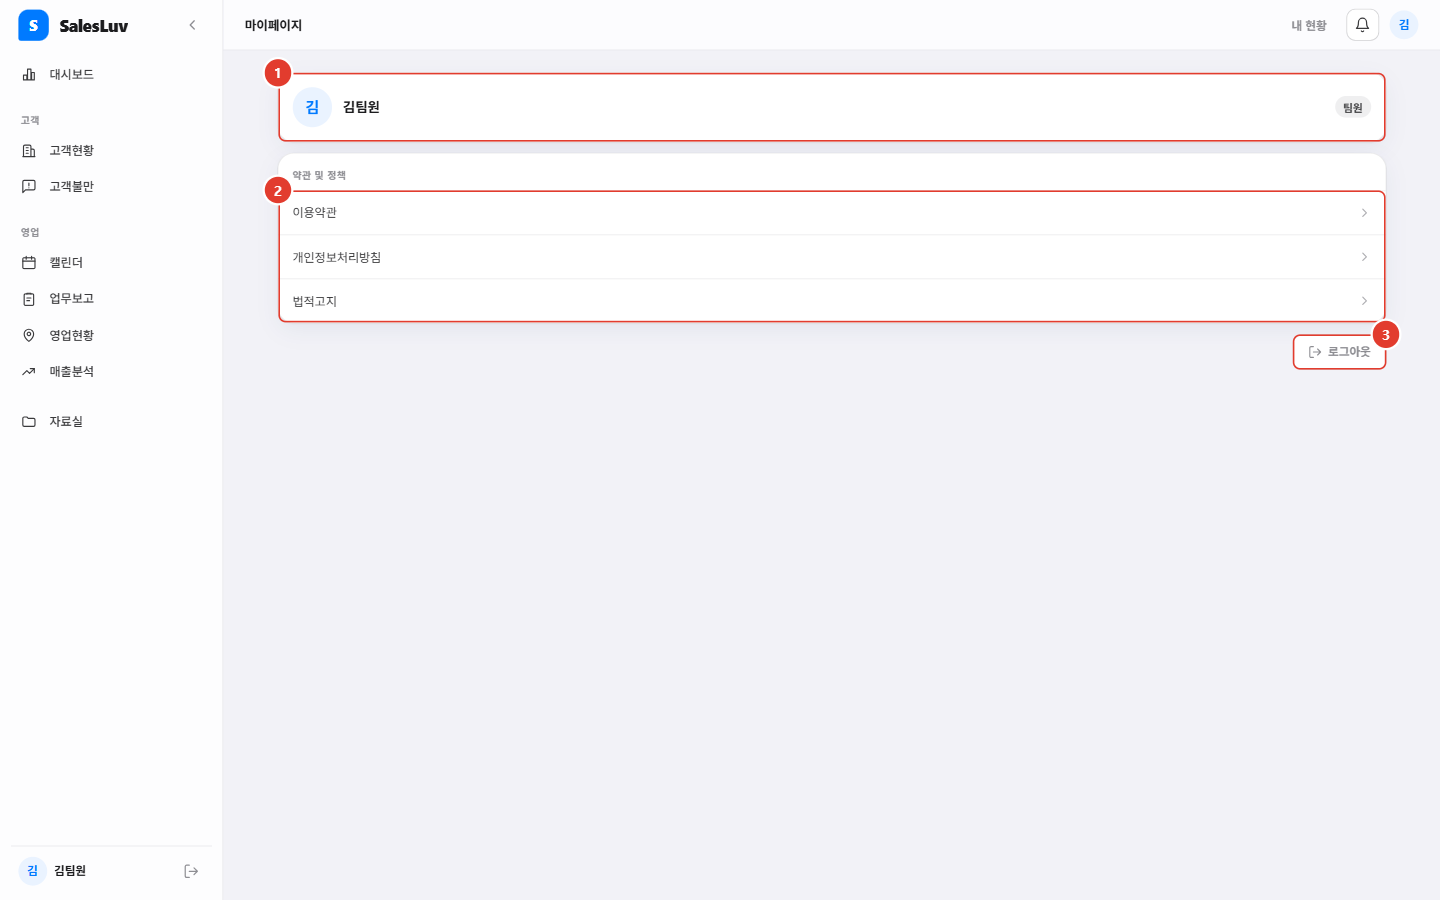 S SalesLuv
대시보드
고객
고객현황
고객불만
영업
캘린더
업무보고
영업현황
매출분석
자료실
김 김팀원
마이페이지
내 현황
김
1
김 김팀원
팀원
약관 및 정책
2
이용약관
개인정보처리방침
법적고지
3
로그아웃